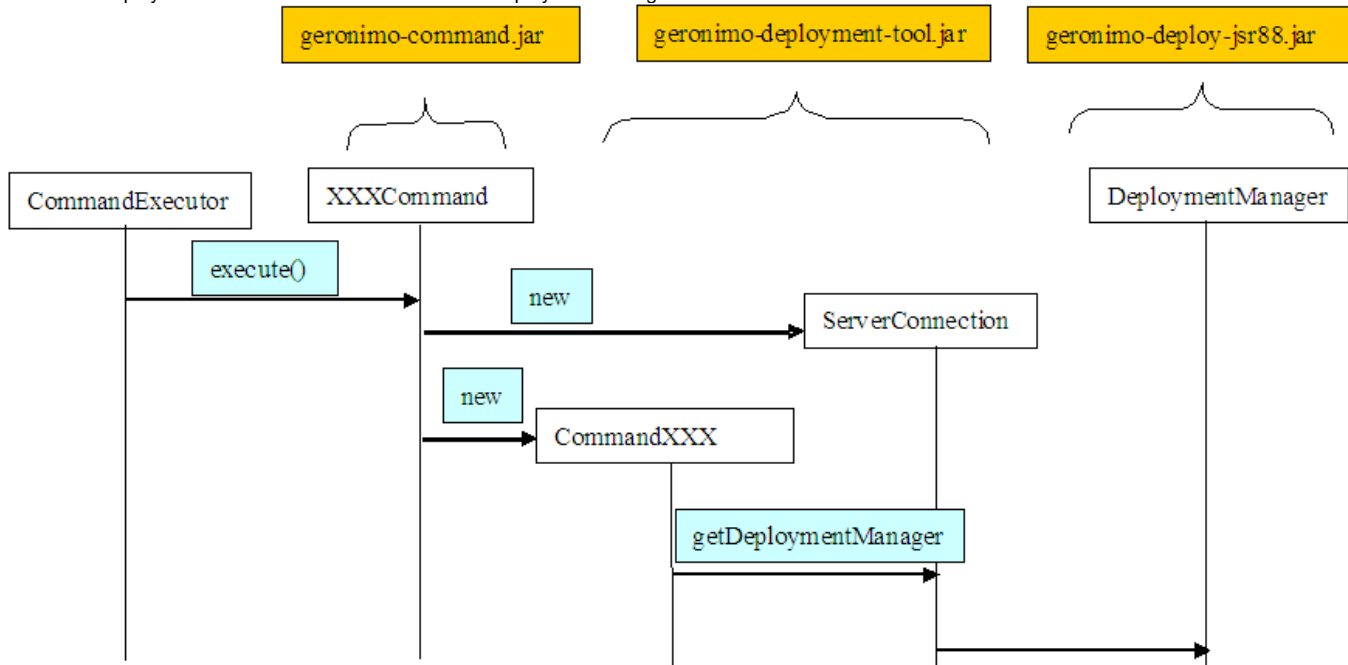 geronimo-command.jar
geronimo-deployment-tool.jar
geronimo-deploy-jsr88.jar
CommandExecutor
XXXCommand
DeploymentManager
execute()
new
ServerConnection
new
CommandXXX
getDeploymentManager